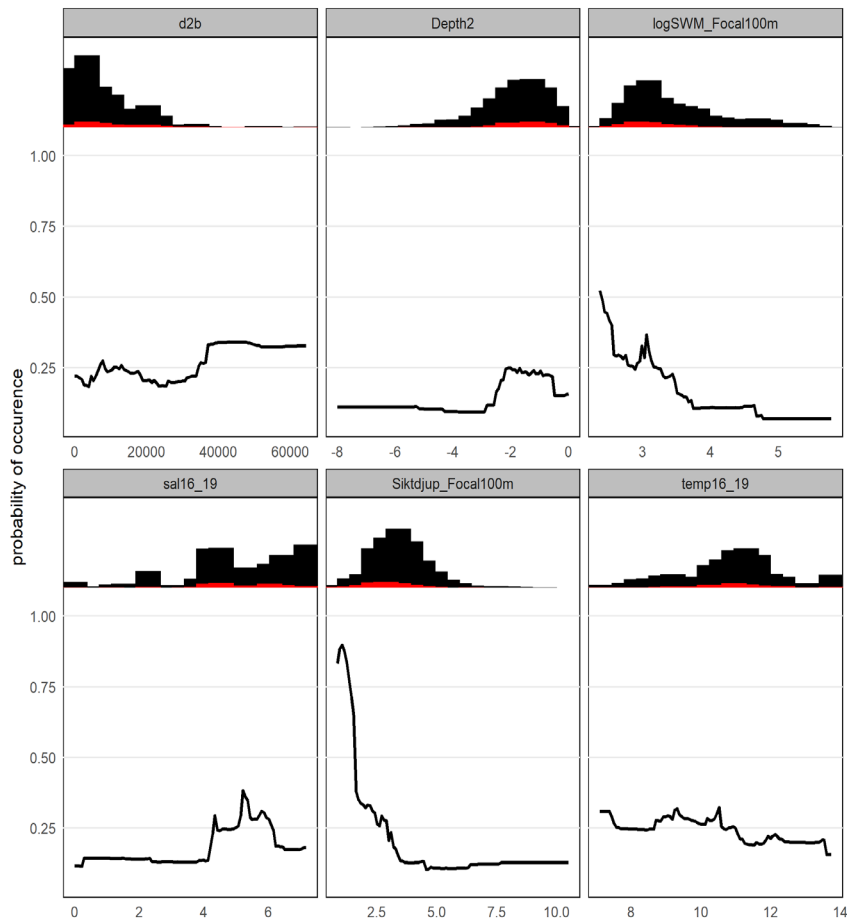 d2b Depth2 logSWM_Focal100m
1.00
0.75
0.50
0.25
0 20000 40000 60000 -8 -6 -4 -2 0 3 4 5
probability of occurence
sal16_19 Siktdjup_Focal100m temp16_19
1.00
0.75
0.50
0.25
0 2 4 6 2.5 5.0 7.5 10.0 8 10 12 14